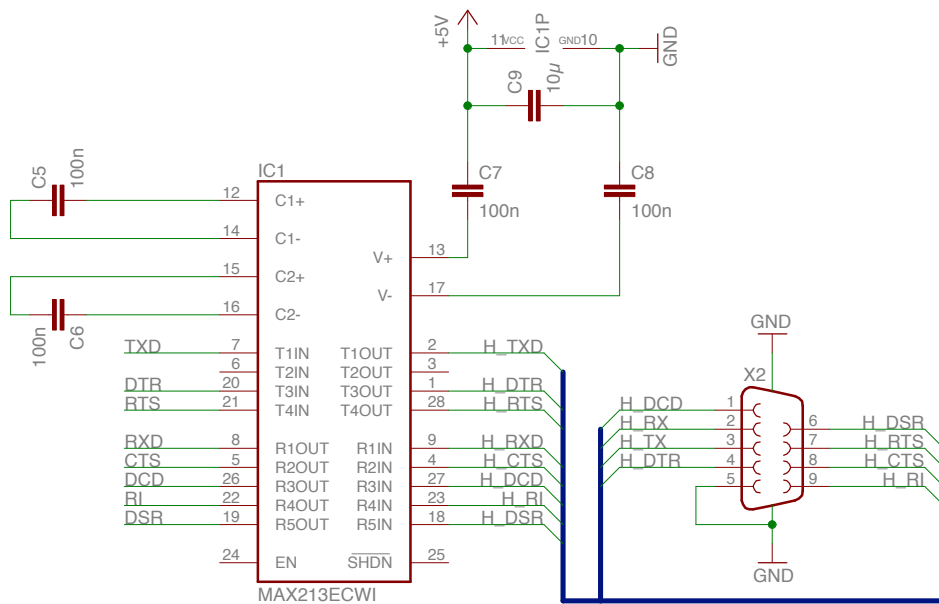 +5V
11 VCC
IC1P
GND 10
GND
C9
10µ
C5
100n
IC1
C7
100n
C8
100n
12 C1+
14 C1-
15 C2+
16 C2-
V+ 13
V- 17
100n
C6
TXD 7 T1IN T1OUT 2 H_TXD
6 T2IN T2OUT 3
DTR 20 T3IN T3OUT 1 H_DTR
RTS 21 T4IN T4OUT 28 H_RTS
RXD 8 R1OUT R1IN 9 H_RXD
CTS 5 R2OUT R2IN 4 H_CTS
DCD 26 R3OUT R3IN 27 H_DCD
RI 22 R4OUT R4IN 23 H_RI
DSR 19 R5OUT R5IN 18 H_DSR
24 EN SHDN 25
MAX213ECWI
GND
X2
H_DCD 1
H_RX 2
H_TX 3
H_DTR 4
5
6 H_DSR
7 H_RTS
8 H_CTS
9 H_RI
GND